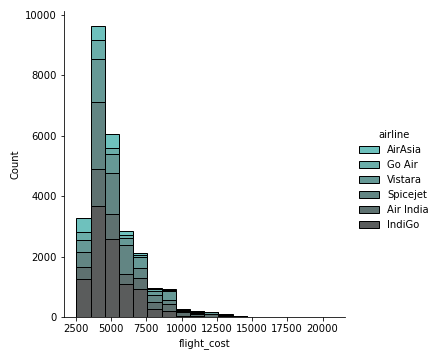 10000
8000
6000
4000
2000
0
Count
2500 5000 7500 10000 12500 15000 17500 20000
flight_cost
airline
AirAsia
Go Air
Vistara
Spicejet
Air India
IndiGo